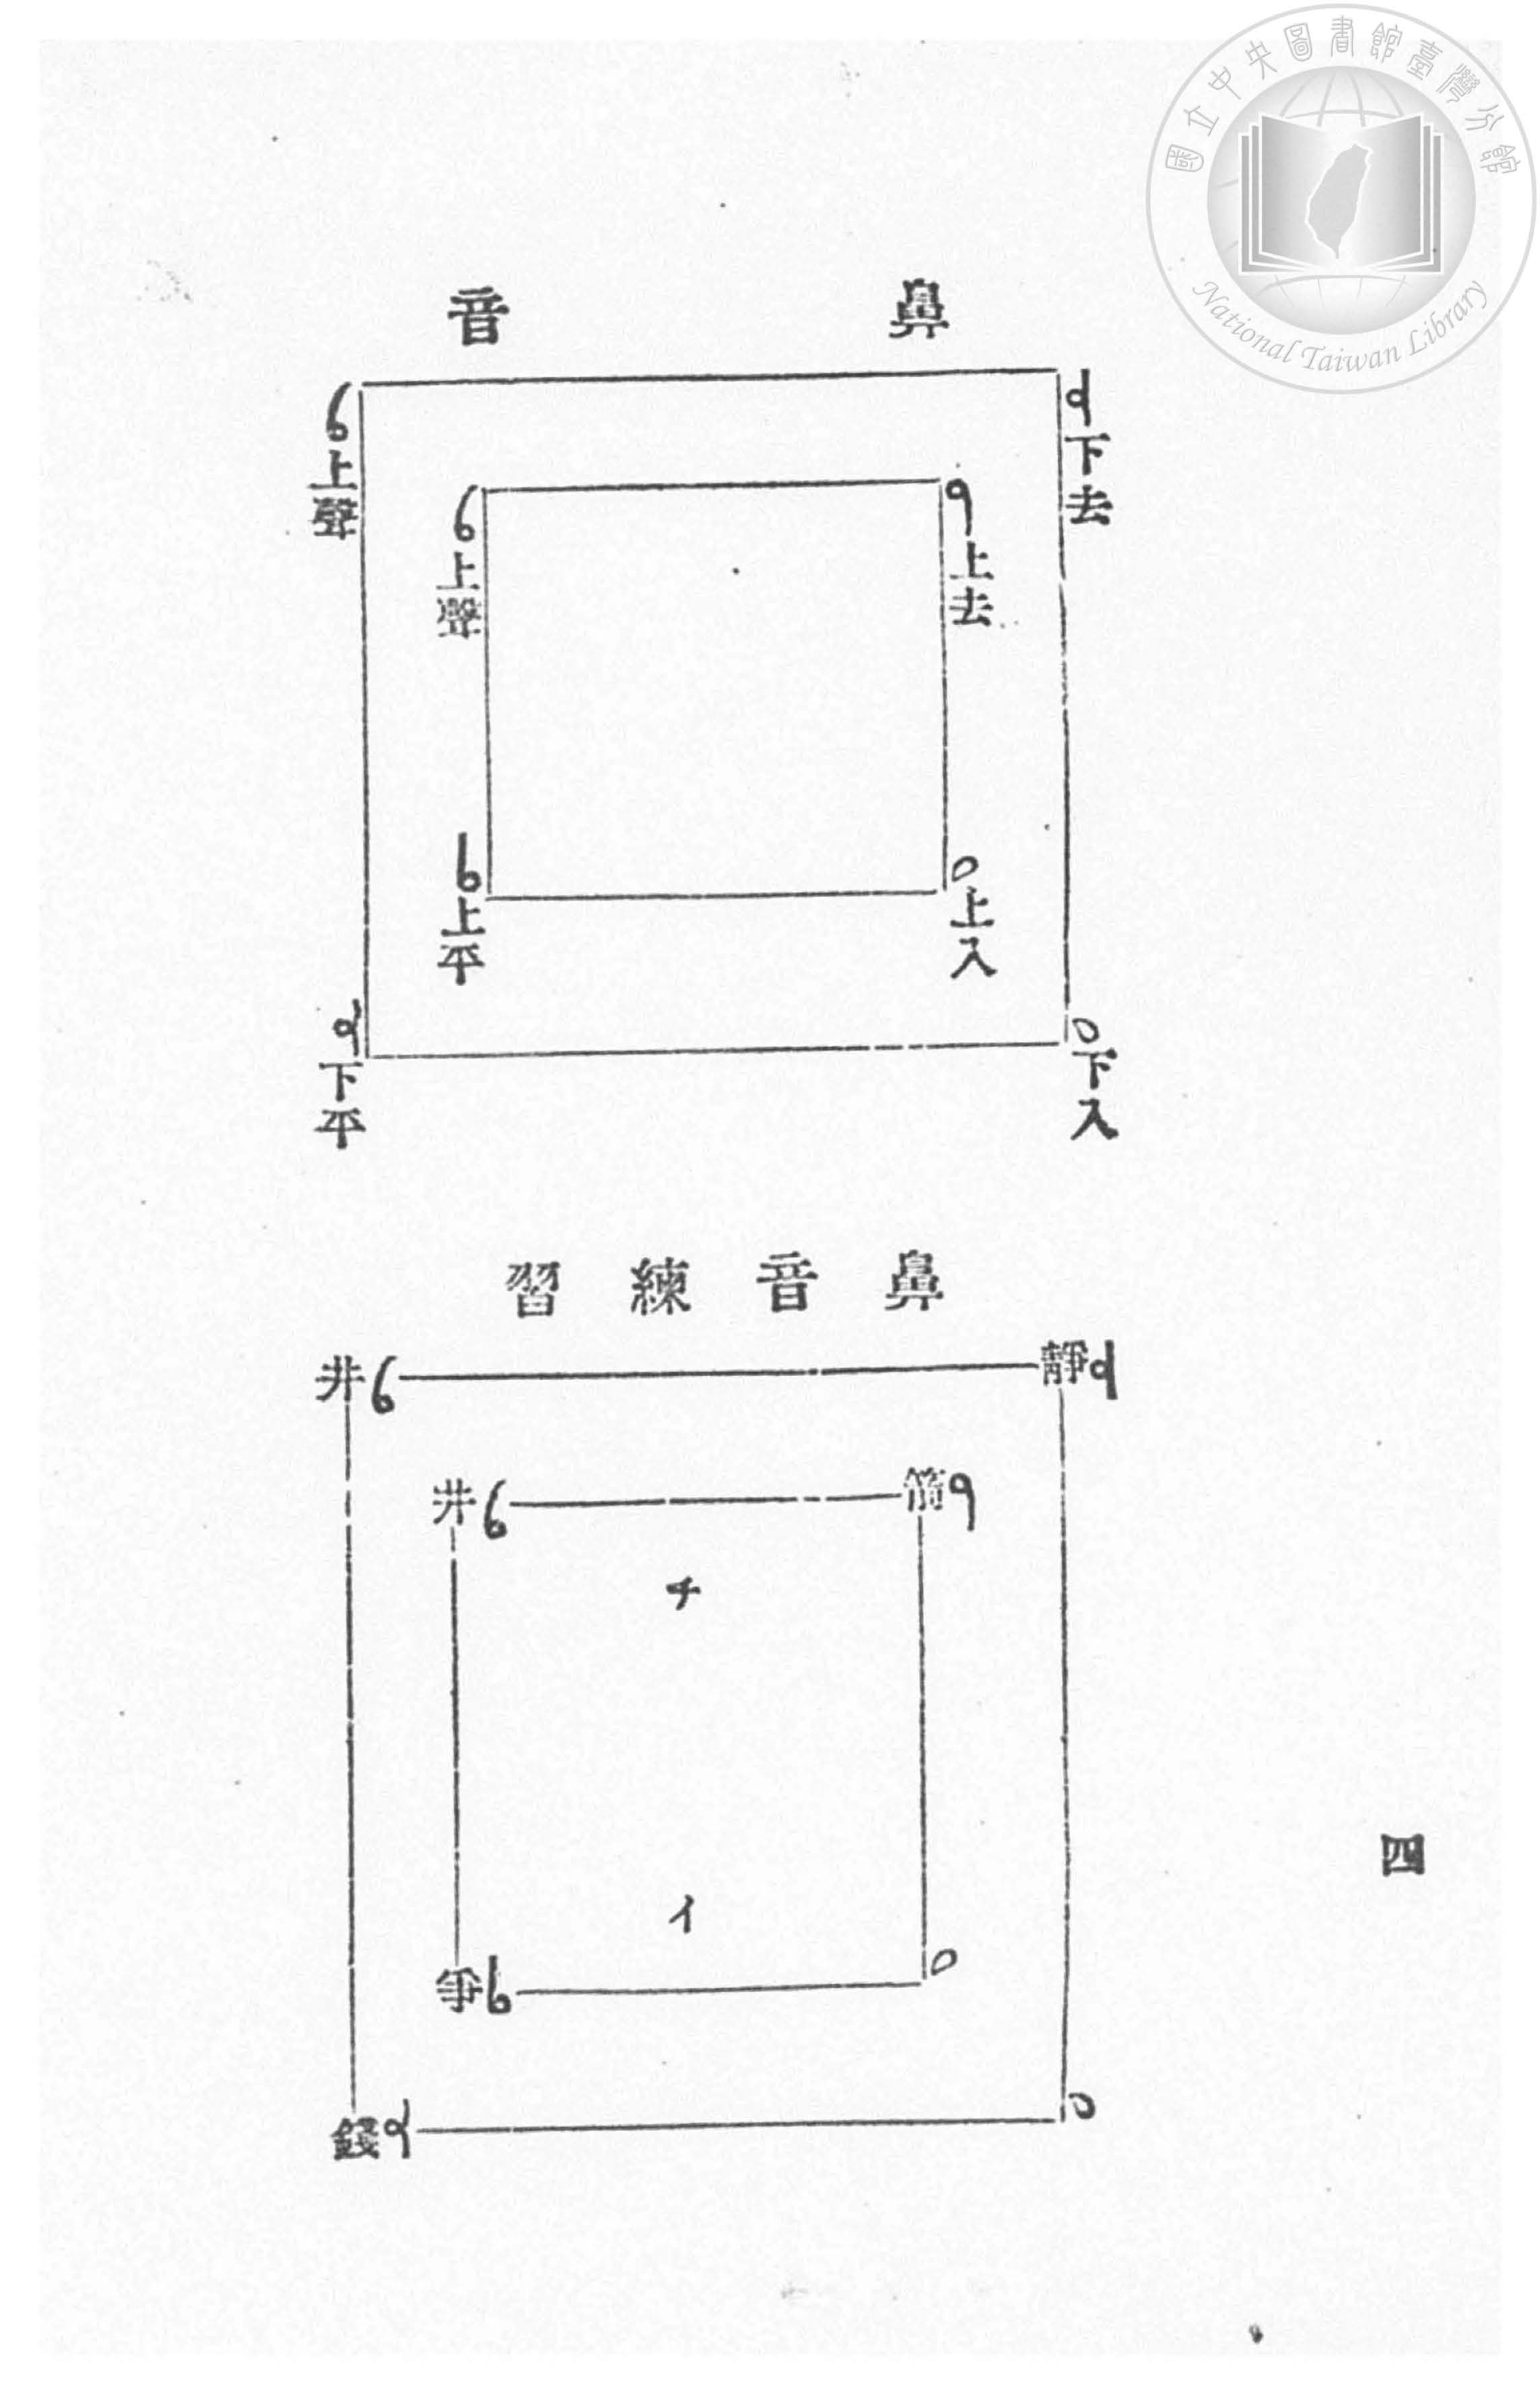 國立中央圖書館臺灣分館
National Taiwan Library
鼻音
下去
上聲
上去
上聲
上入
上平
下入
下平
鼻音練習
靜
井
箭
井
チ
イ
爭
錢
四